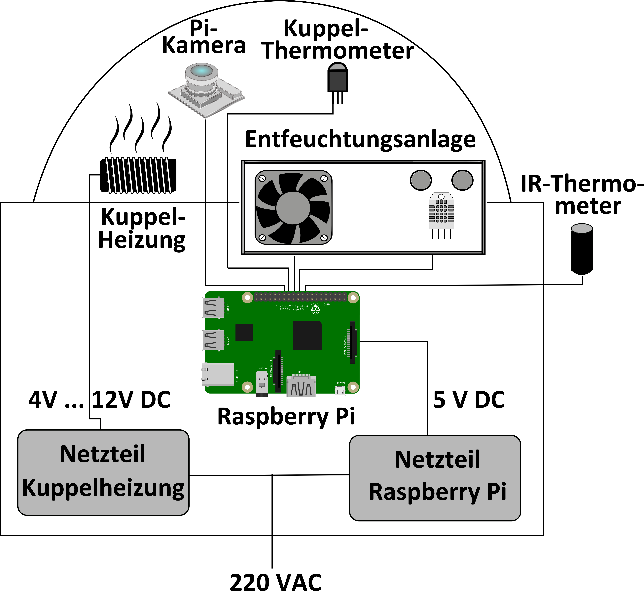 Pi-
Kamera
Kuppel-
Thermometer
Entfeuchtungsanlage
IR-Thermo-
meter
Kuppel-
Heizung
4V ... 12V DC
Raspberry Pi
5 V DC
Netzteil
Kuppelheizung
Netzteil
Raspberry Pi
220 VAC